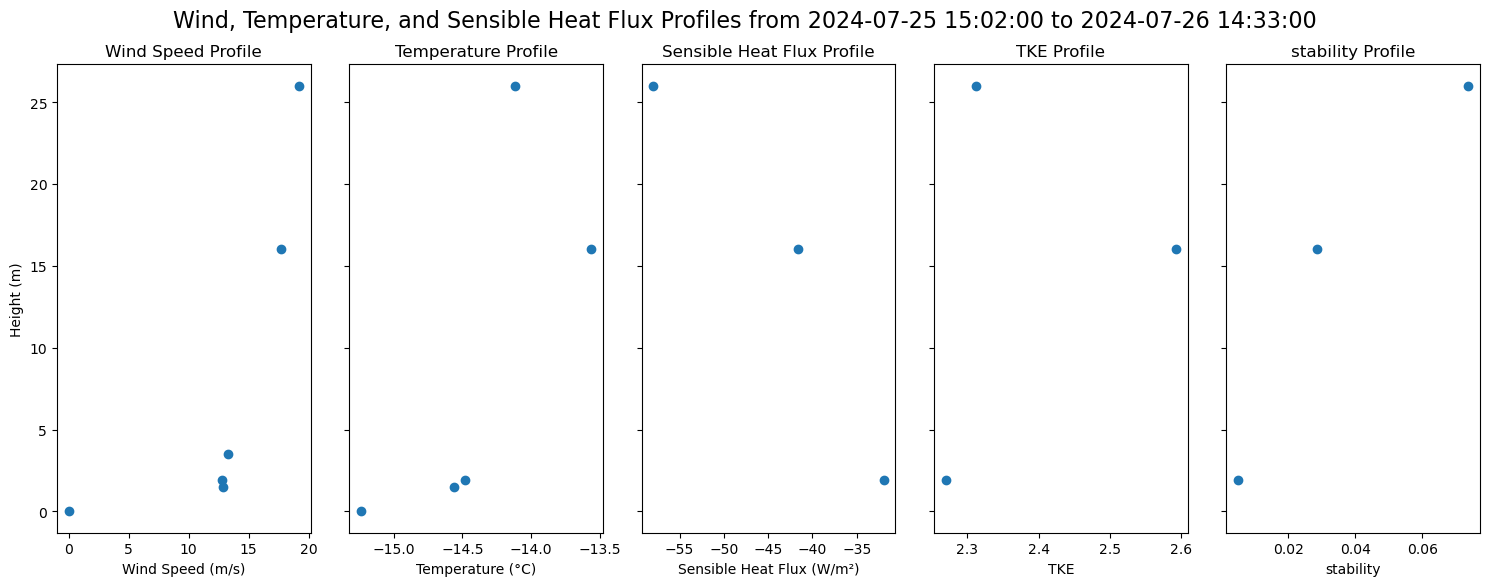 Wind, Temperature, and Sensible Heat Flux Profiles from 2024-07-25 15:02:00 to 2024-07-26 14:33:00
Wind Speed Profile
Temperature Profile
Sensible Heat Flux Profile
TKE Profile
stability Profile
25
20
15
10
5
0
Height (m)
0 5 10 15 20
−15.0 −14.5 −14.0 −13.5
−55 −50 −45 −40 −35
2.3 2.4 2.5 2.6
0.02 0.04 0.06
Wind Speed (m/s)
Temperature (°C)
Sensible Heat Flux (W/m²)
TKE
stability